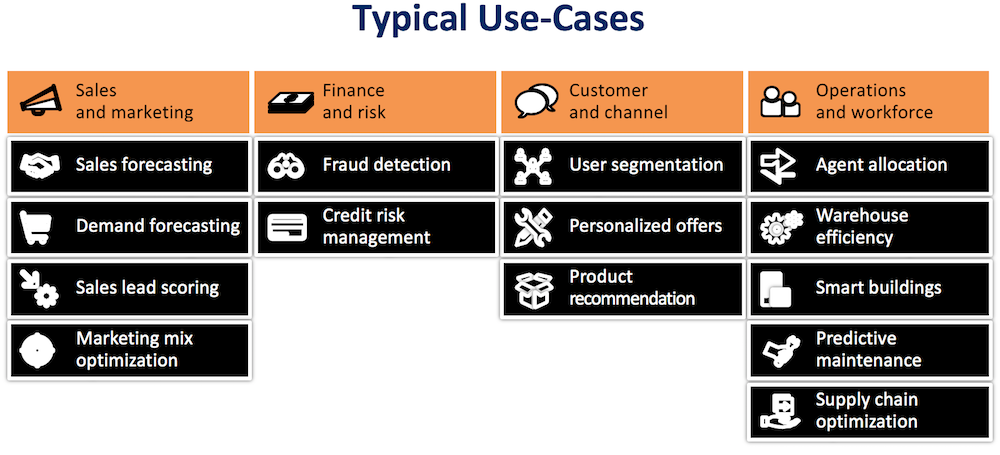 Typical Use-Cases
Sales
and marketing
Sales forecasting
Demand forecasting
Sales lead scoring
Marketing mix
optimization
Finance
and risk
Fraud detection
Credit risk
management
Customer
and channel
User segmentation
Personalized offers
Product
recommendation
Operations
and workforce
Agent allocation
Warehouse
efficiency
Smart buildings
Predictive
maintenance
Supply chain
optimization